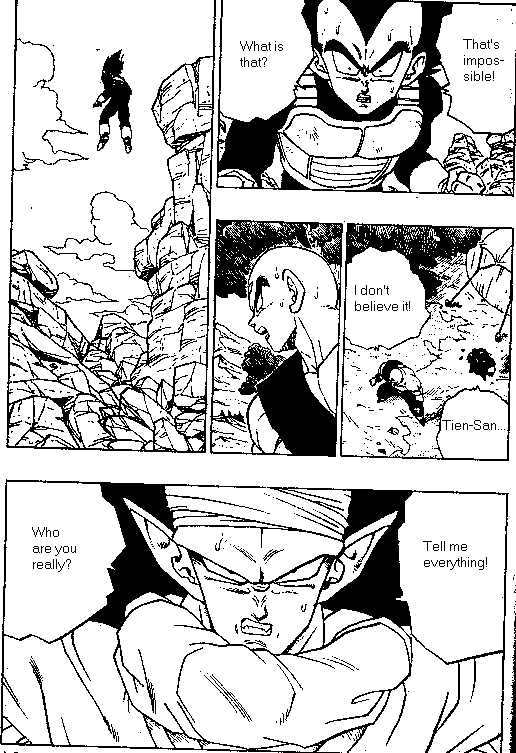 What is
that?
That's
impos-
sible!
I don't
believe it!
Tien-San...
Who
are you
really?
Tell me
everything!